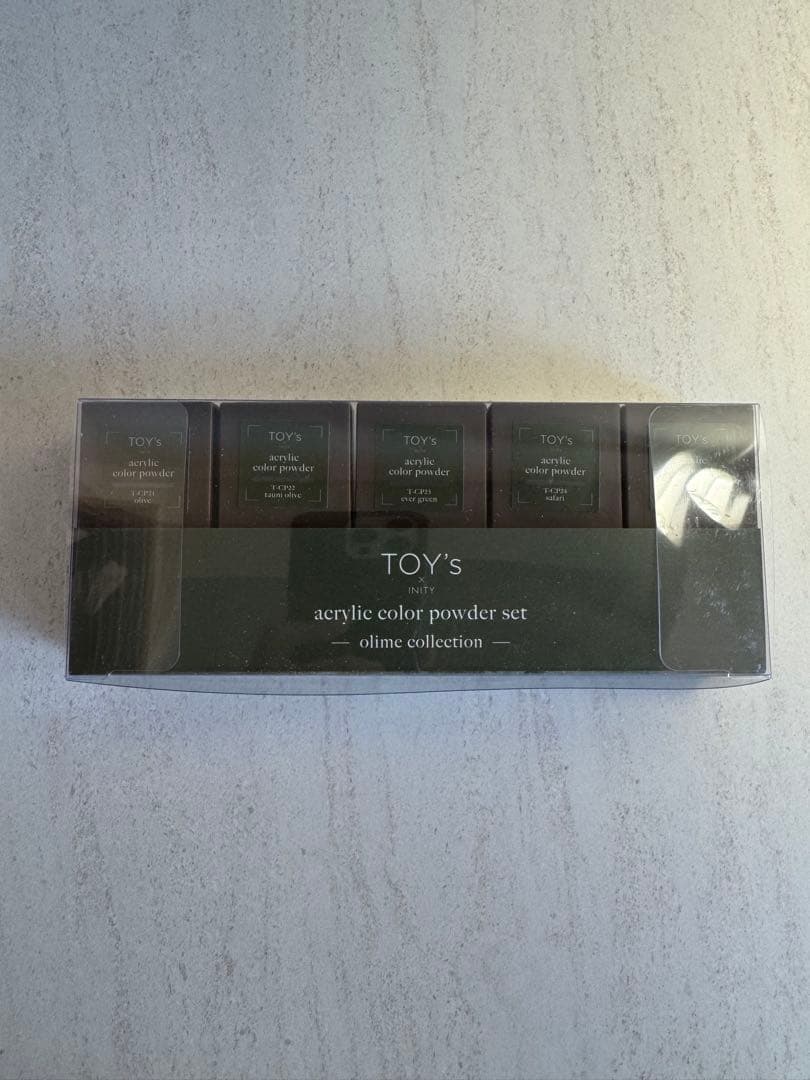 TOY's
acrylic
color powder
T-CP21
olive
TOY's
acrylic
color powder
T-CP22
tauni olive
TOY's
acrylic
color powder
T-CP23
ever green
TOY's
acrylic
color powder
T-CP24
safari
TOY's
TOY's
×
INITY
acrylic color powder set
— olime collection —